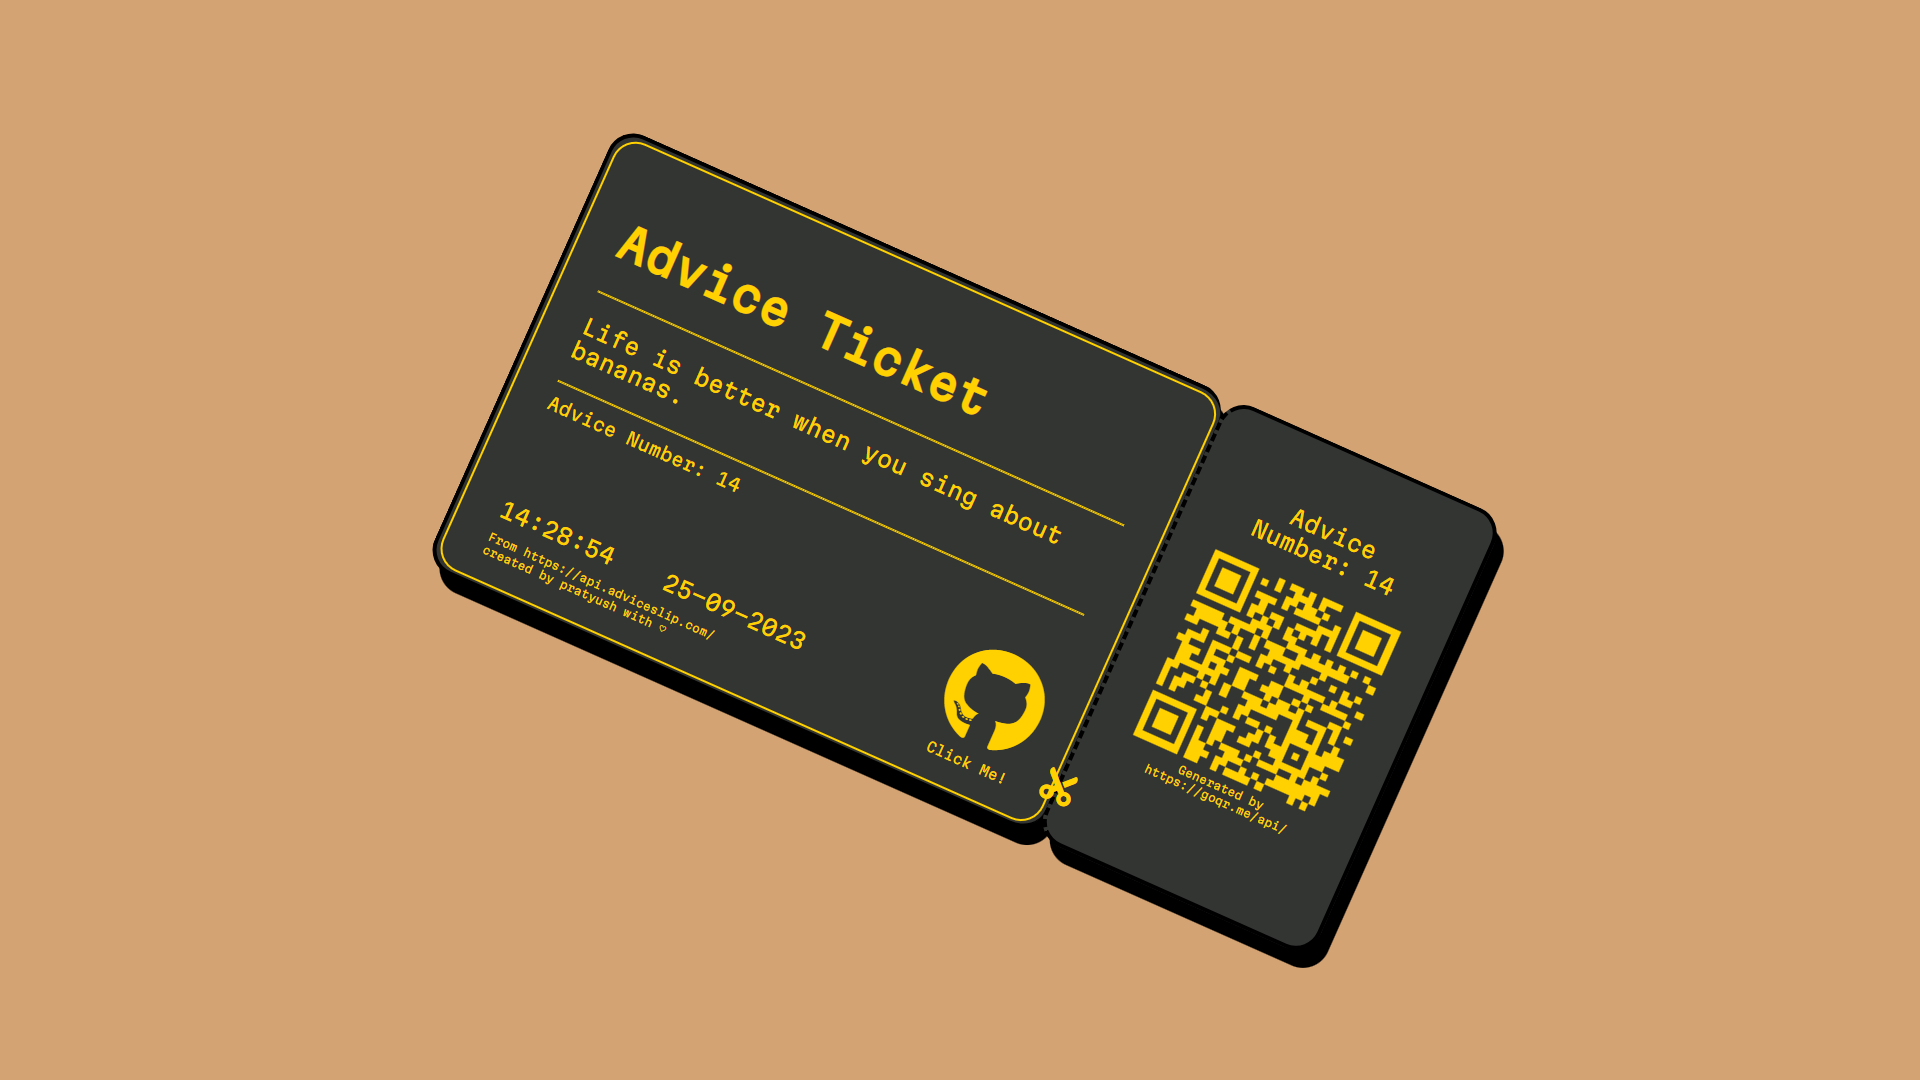 Advice Ticket
Life is better when you sing about
bananas.
Advice Number: 14
14:28:54
25-09-2023
From https://api.adviceslip.com/
created by pratyush with ♡
Click Me!
Advice
Number: 14
Generated by
https://goqr.me/api/